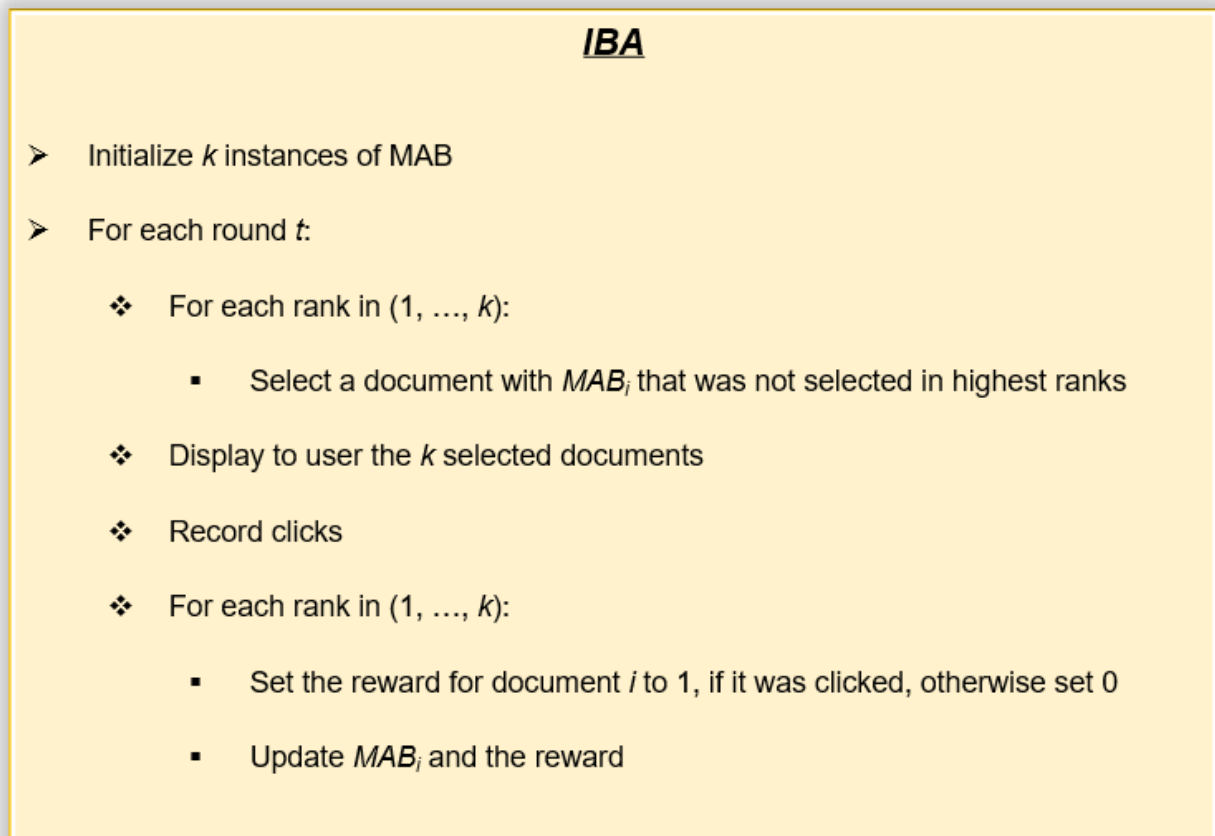 IBA
➢ Initialize k instances of MAB
➢ For each round t:
❖ For each rank in (1, …, k):
▪ Select a document with MABi that was not selected in highest ranks
❖ Display to user the k selected documents
❖ Record clicks
❖ For each rank in (1, …, k):
▪ Set the reward for document i to 1, if it was clicked, otherwise set 0
▪ Update MABi and the reward